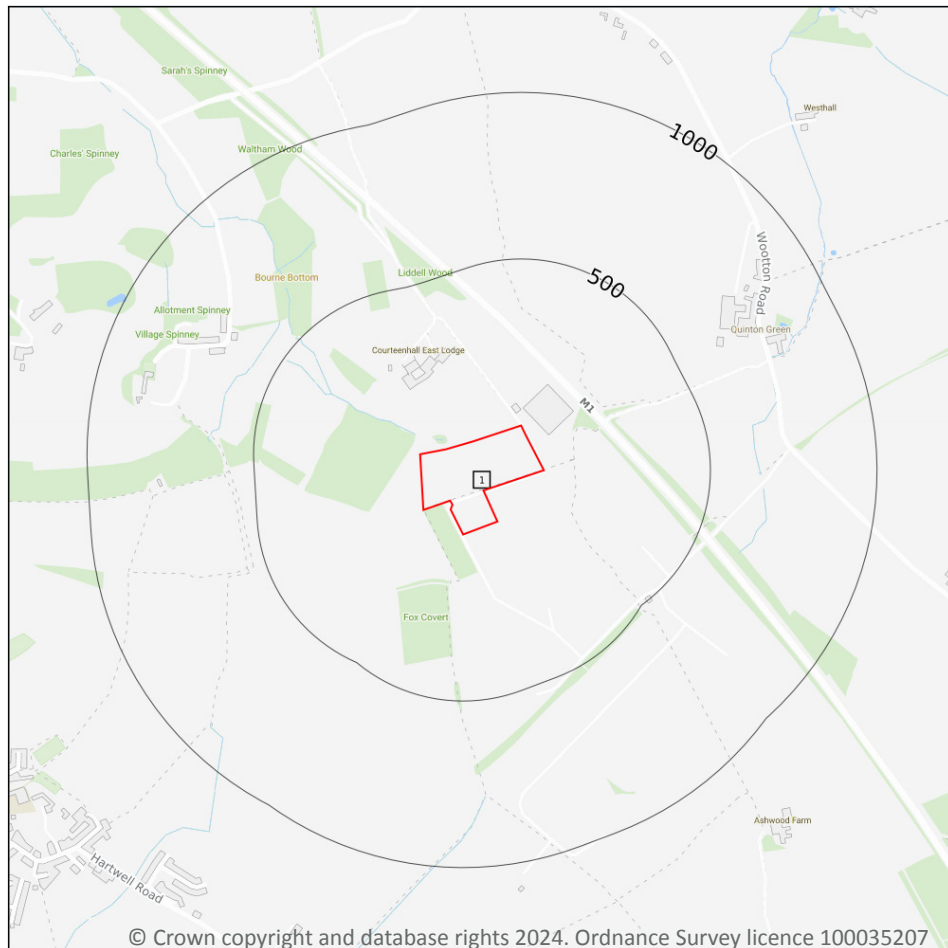 Sarah's Spinney
Westhall
1000
Waltham Wood
Charles' Spinney
Wootton Road
Liddell Wood
Bourne Bottom
500
Allotment Spinney
Quinton Green
Village Spinney
Courteenhall East Lodge
M1
1
Fox Covert
Ashwood Farm
Hartwell Road
© Crown copyright and database rights 2024. Ordnance Survey licence 100035207